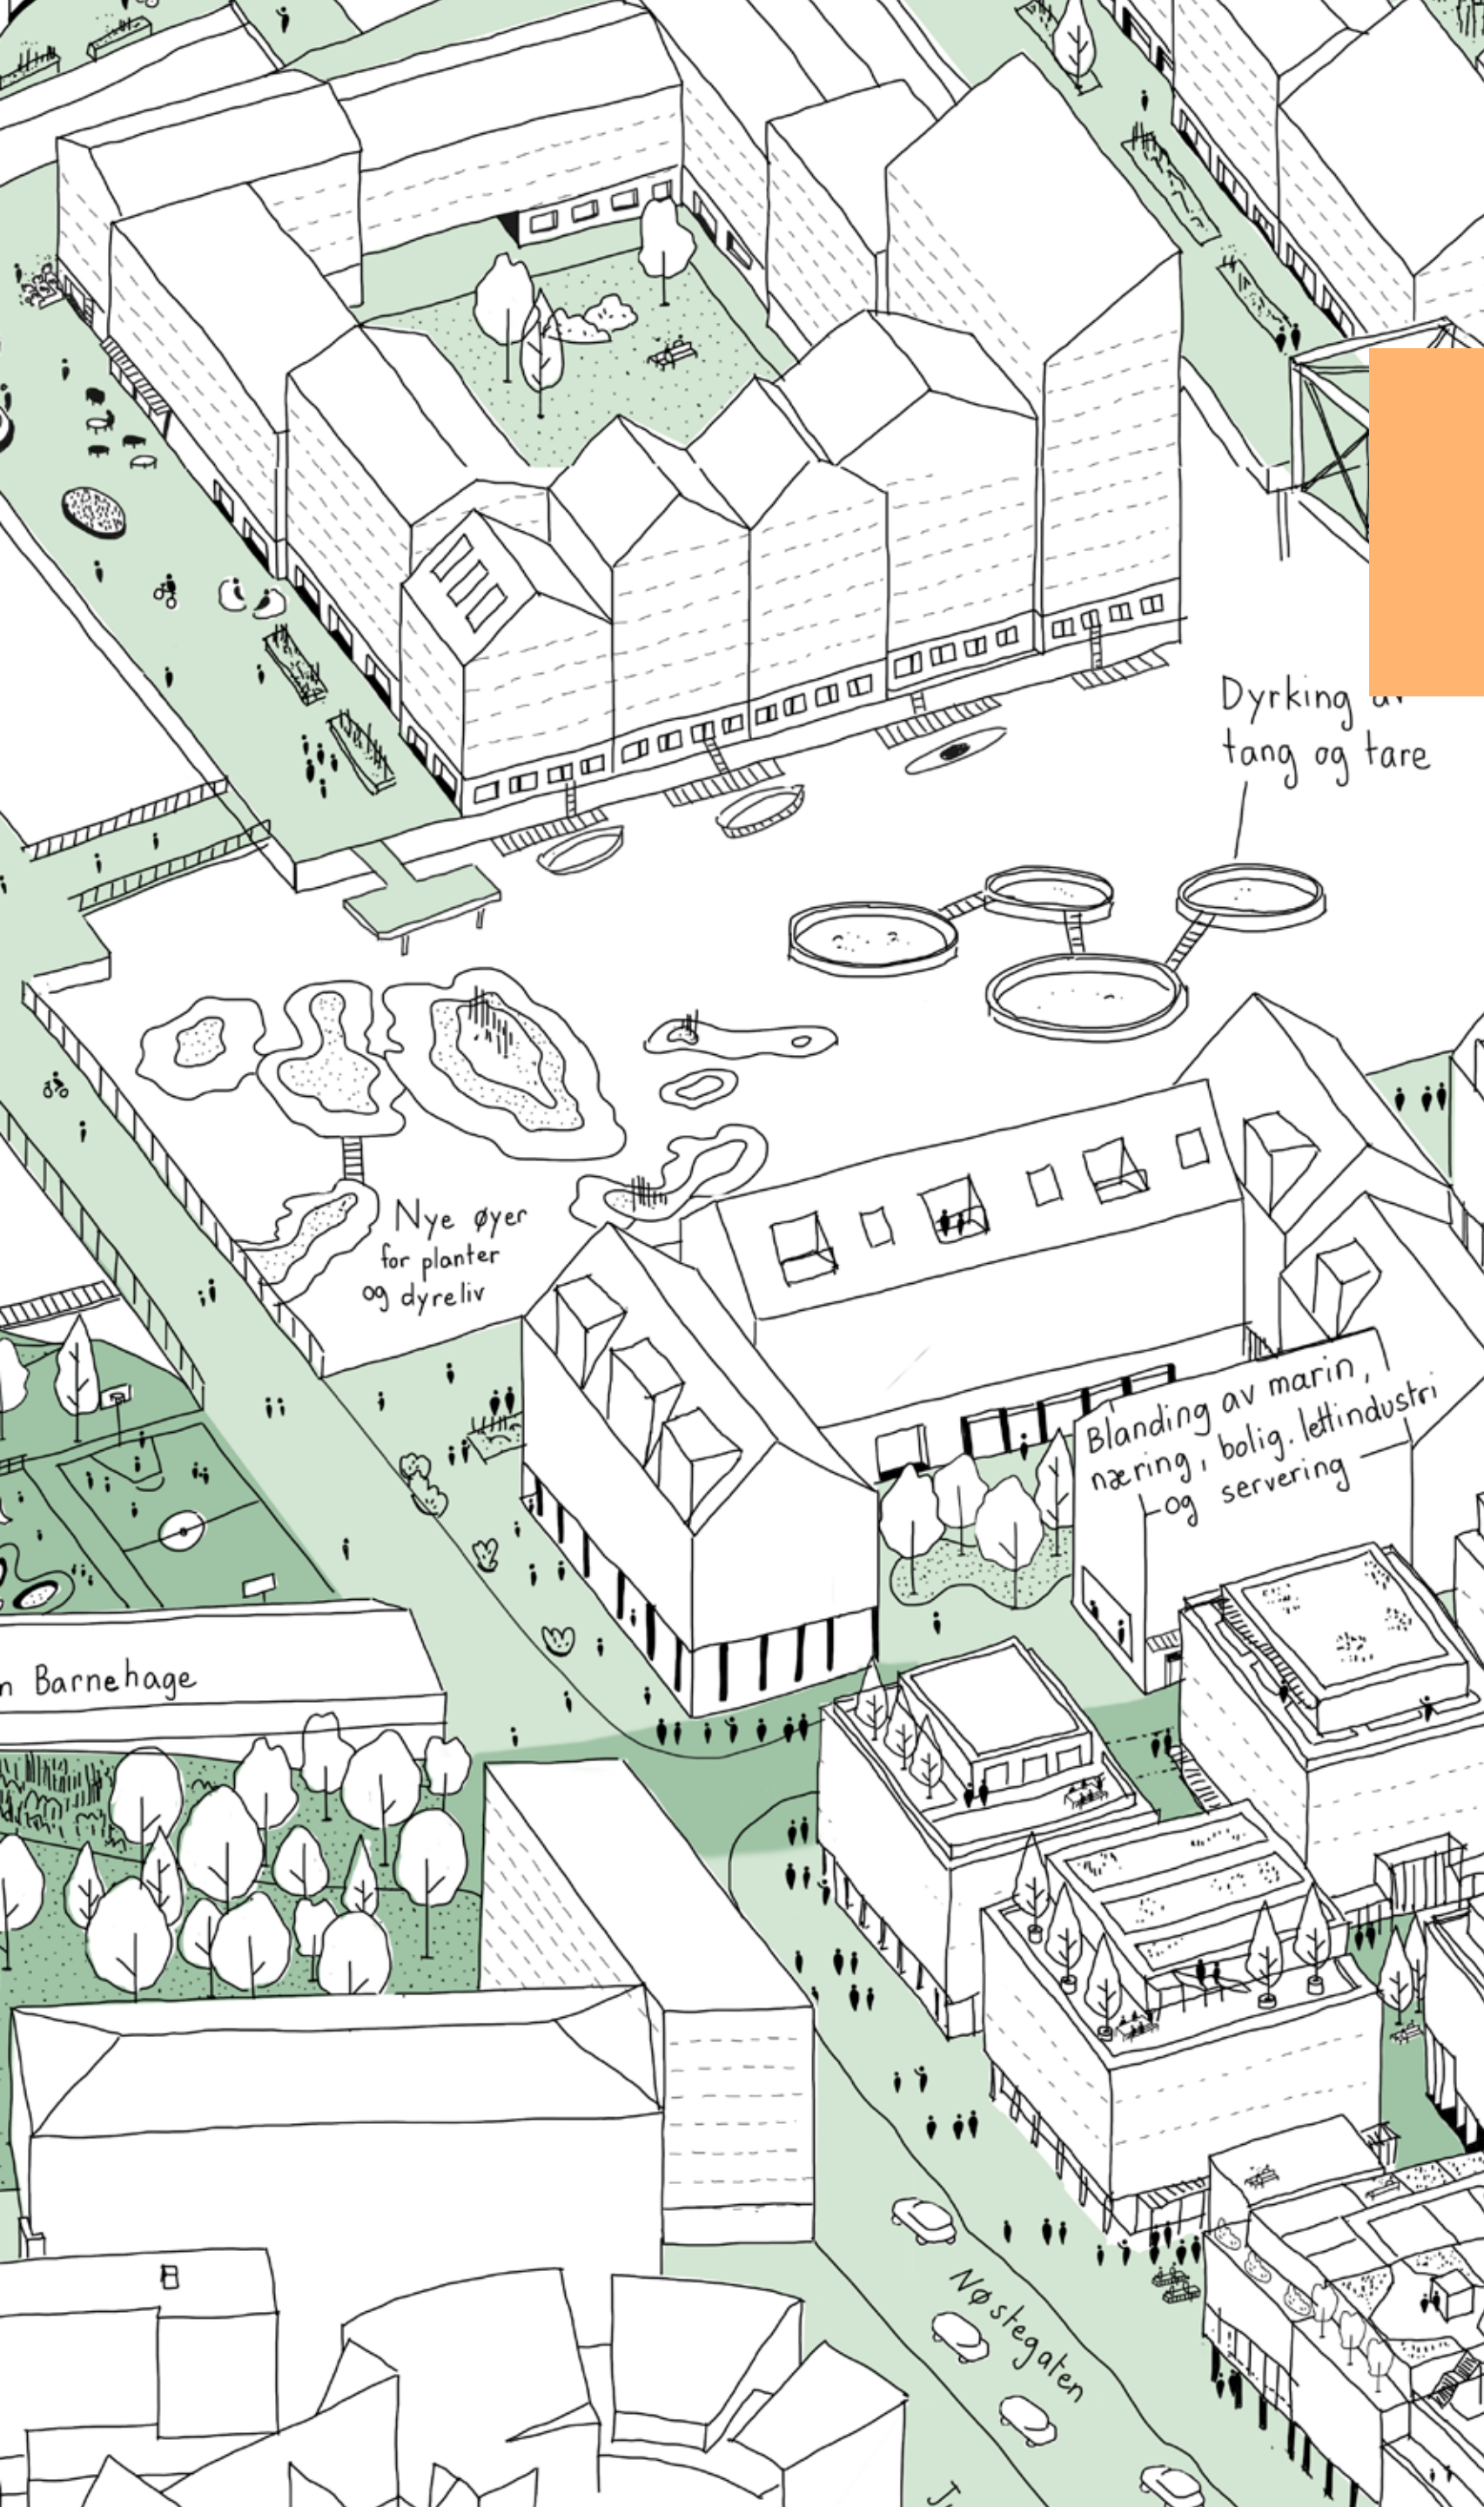 Dyrking av
tang og tare
Nye øyer
for planter
og dyreliv
Blanding av marin,
næring, bolig, lettindustri
og servering
n Barnehage
Nøstegaten